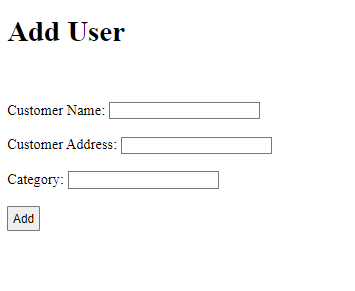 Add User
Customer Name:
Customer Address:
Category:
Add